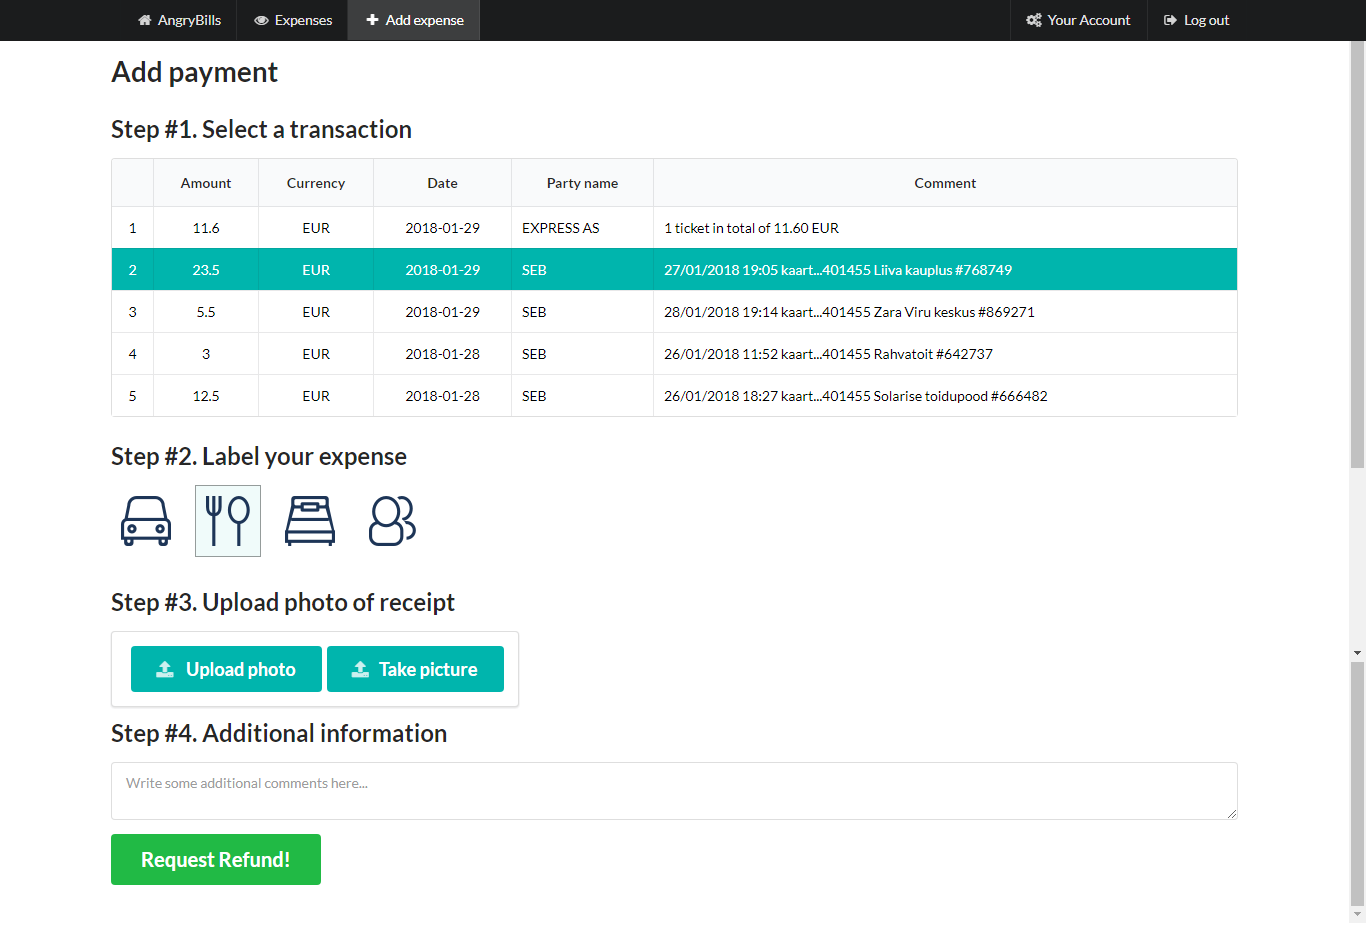 AngryBills Expenses Add expense Your Account Log out
Add payment
Step #1. Select a transaction
Amount Currency Date Party name Comment
1 11.6 EUR 2018-01-29 EXPRESS AS 1 ticket in total of 11.60 EUR
2 23.5 EUR 2018-01-29 SEB 27/01/2018 19:05 kaart...401455 Liiva kauplus #768749
3 5.5 EUR 2018-01-29 SEB 28/01/2018 19:14 kaart...401455 Zara Viru keskus #869271
4 3 EUR 2018-01-28 SEB 26/01/2018 11:52 kaart...401455 Rahvatoit #642737
5 12.5 EUR 2018-01-28 SEB 26/01/2018 18:27 kaart...401455 Solarise toidupood #666482
Step #2. Label your expense
Step #3. Upload photo of receipt
Upload photo Take picture
Step #4. Additional information
Write some additional comments here...
Request Refund!